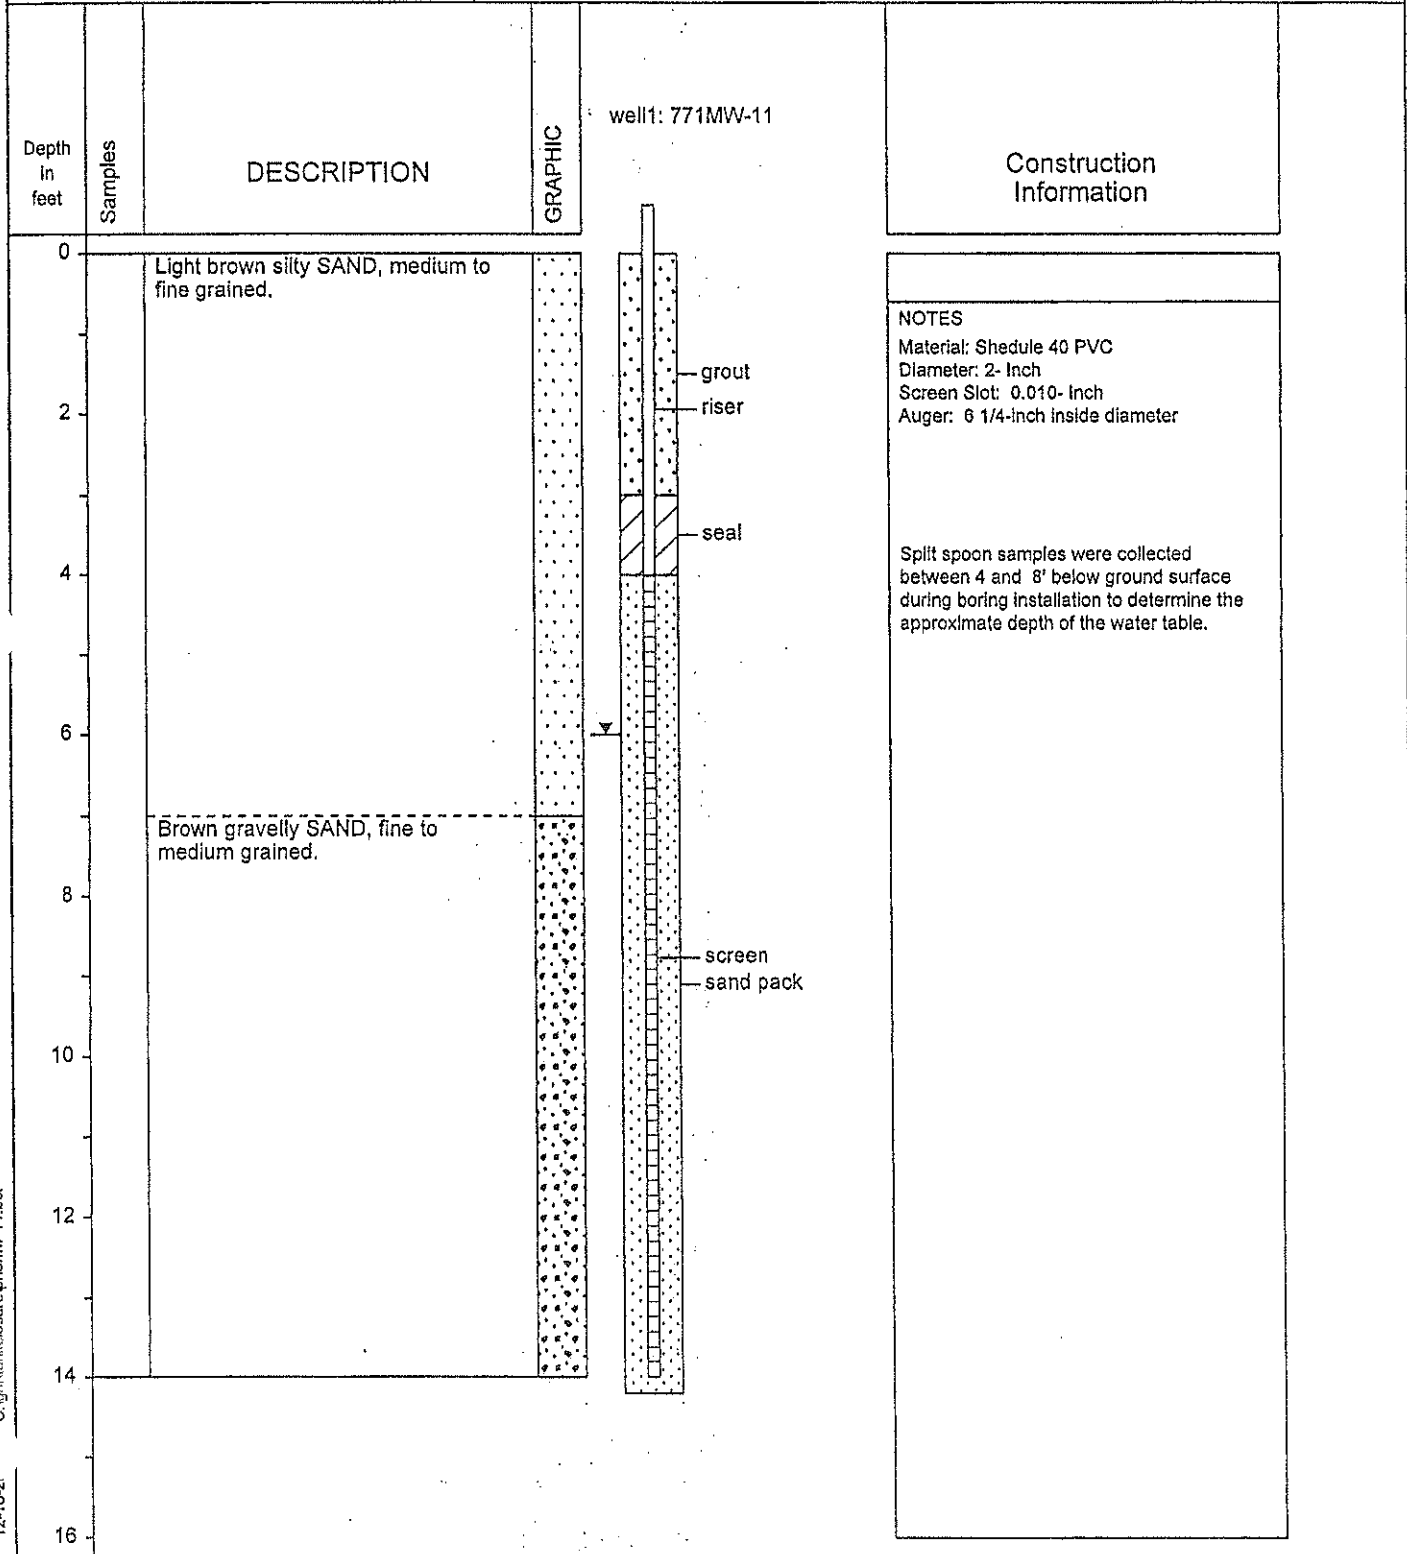 well1: 771MW-11
Depth
in
feet
Samples
DESCRIPTION
GRAPHIC
Construction
Information
0
Light brown silty SAND, medium to
fine grained.
NOTES
Material: Shedule 40 PVC
Diameter: 2- Inch
Screen Slot: 0.010- Inch
Auger: 6 1/4-inch inside diameter
grout
riser
2
seal
Split spoon samples were collected
between 4 and 8' below ground surface
during boring installation to determine the
approximate depth of the water table.
4
6
Brown gravelly SAND, fine to
medium grained.
8
screen
sand pack
10
12
14
16